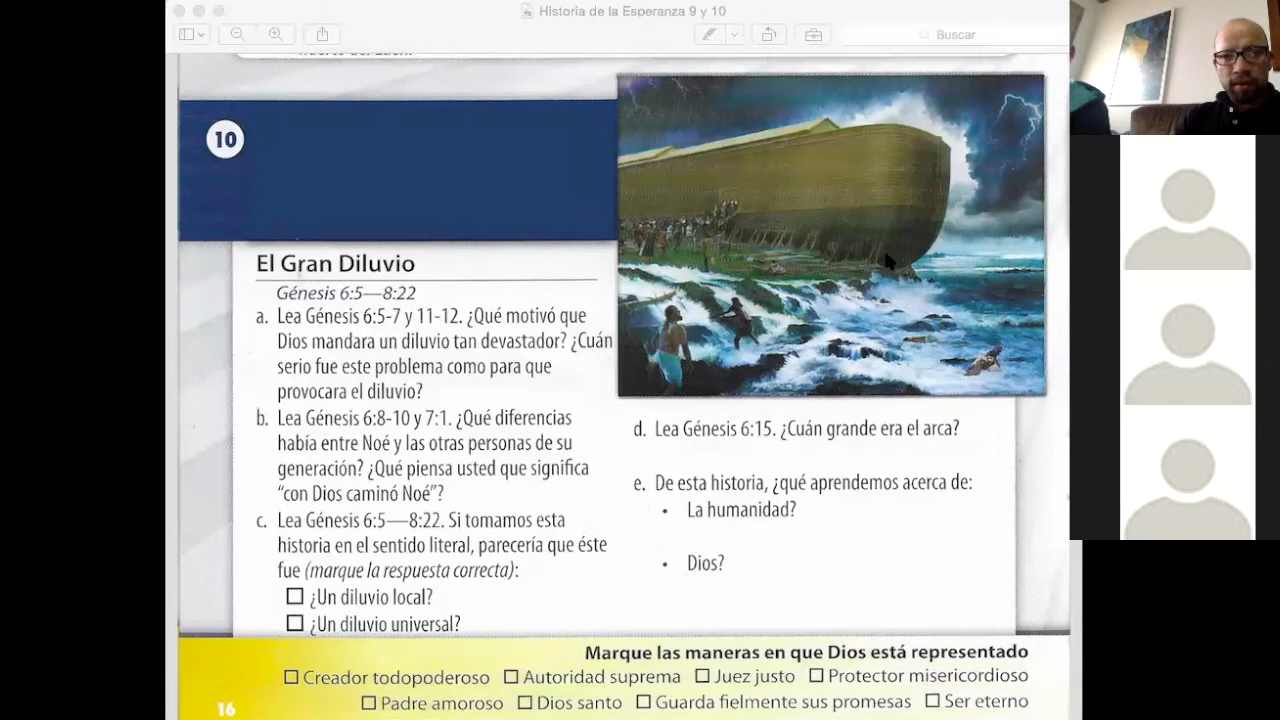 Historia de la Esperanza 9 y 10
Buscar
10
El Gran Diluvio
Génesis 6:5—8:22
a. Lea Génesis 6:5-7 y 11-12. ¿Qué motivó que
Dios mandara un diluvio tan devastador? ¿Cuán
serio fue este problema como para que
provocara el diluvio?
b. Lea Génesis 6:8-10 y 7:1. ¿Qué diferencias
había entre Noé y las otras personas de su
generación? ¿Qué piensa usted que significa
“con Dios caminó Noé”?
c. Lea Génesis 6:5—8:22. Si tomamos esta
historia en el sentido literal, parecería que éste
fue (marque la respuesta correcta):
¿Un diluvio local?
¿Un diluvio universal?
d. Lea Génesis 6:15. ¿Cuán grande era el arca?
e. De esta historia, ¿qué aprendemos acerca de:
• La humanidad?
• Dios?
Marque las maneras en que Dios está representado
Creador todopoderoso Autoridad suprema Juez justo Protector misericordioso
Padre amoroso Dios santo Guarda fielmente sus promesas Ser eterno
16